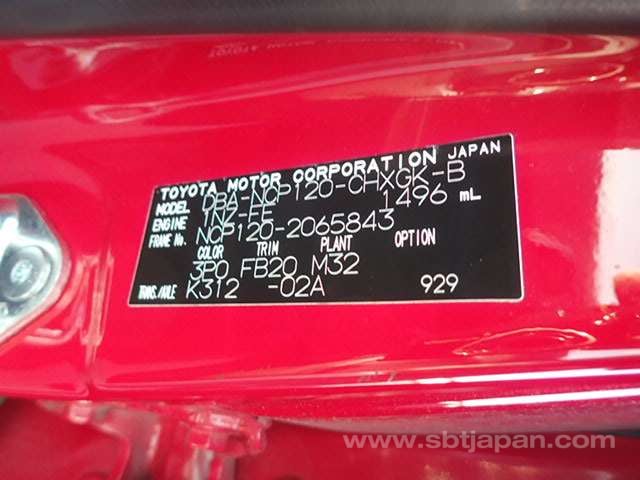 TOYOTA MOTOR CORPORATION JAPAN
MODEL DBA-NCP120-CHXGK-B
ENGINE 1NZ-FE 1496 mL
FRAME No. NCP120-2065843
COLOR TRIM PLANT OPTION
3P0 FB20 M32
TRANS./AXLE K312 -02A 929
www.sbtjapan.com